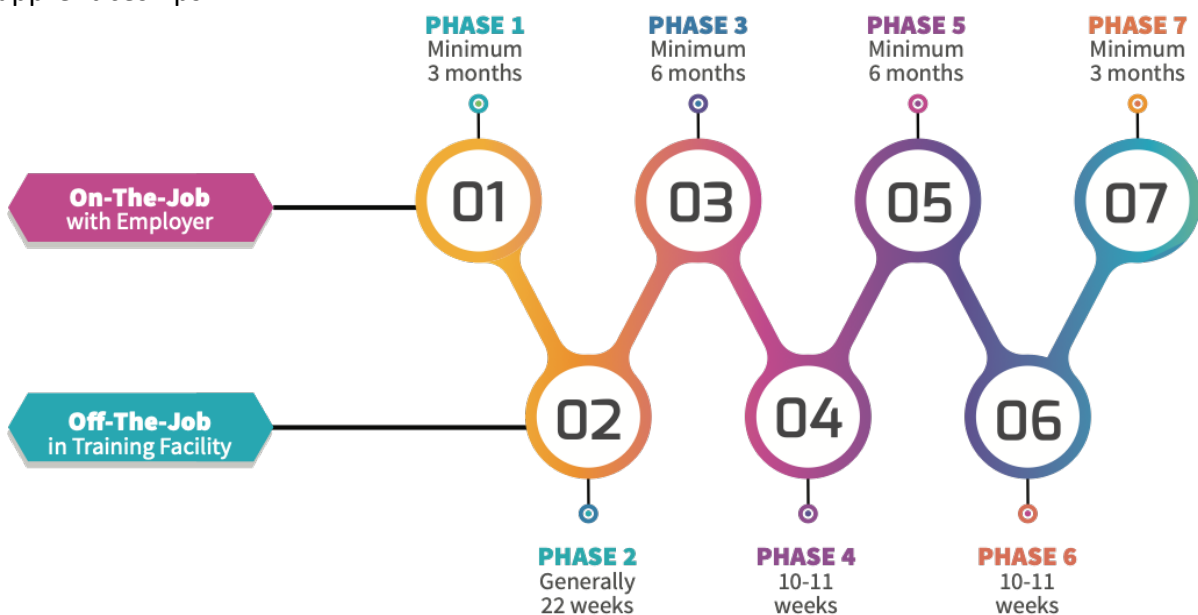 PHASE 1
Minimum
3 months
PHASE 3
Minimum
6 months
PHASE 5
Minimum
6 months
PHASE 7
Minimum
3 months
On-The-Job
with Employer
01
03
05
07
Off-The-Job
in Training Facility
02
04
06
PHASE 2
Generally
22 weeks
PHASE 4
10-11
weeks
PHASE 6
10-11
weeks